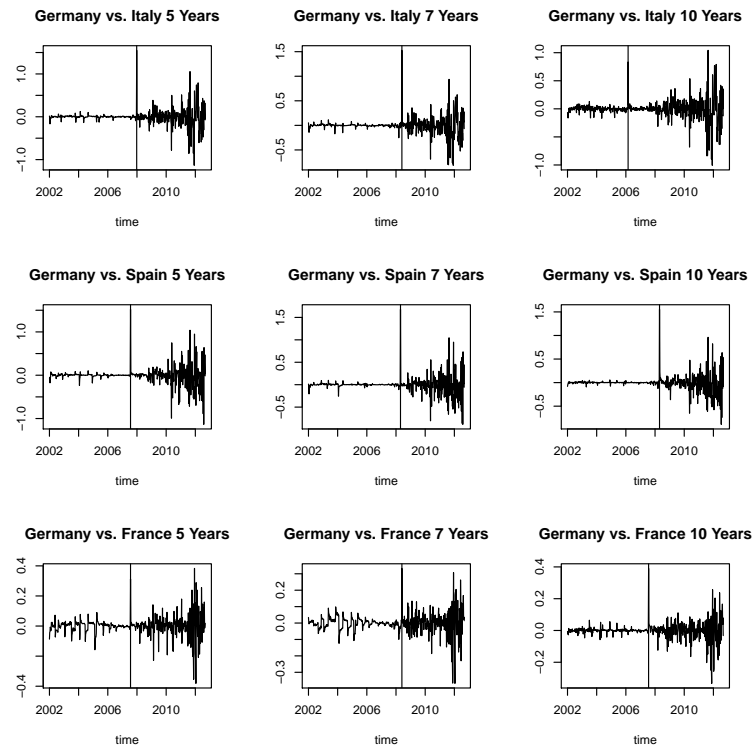 Germany vs. Italy 5 Years
−1.0 0.0 1.0
2002 2006 2010
time
Germany vs. Italy 7 Years
−0.5 0.5 1.5
2002 2006 2010
time
Germany vs. Italy 10 Years
−1.0 0.0 0.5 1.0
2002 2006 2010
time
Germany vs. Spain 5 Years
−1.0 0.0 1.0
2002 2006 2010
time
Germany vs. Spain 7 Years
−0.5 0.5 1.5
2002 2006 2010
time
Germany vs. Spain 10 Years
−0.5 0.5 1.5
2002 2006 2010
time
Germany vs. France 5 Years
−0.4 0.0 0.2 0.4
2002 2006 2010
time
Germany vs. France 7 Years
−0.3 0.0 0.2
2002 2006 2010
time
Germany vs. France 10 Years
−0.2 0.0 0.2 0.4
2002 2006 2010
time